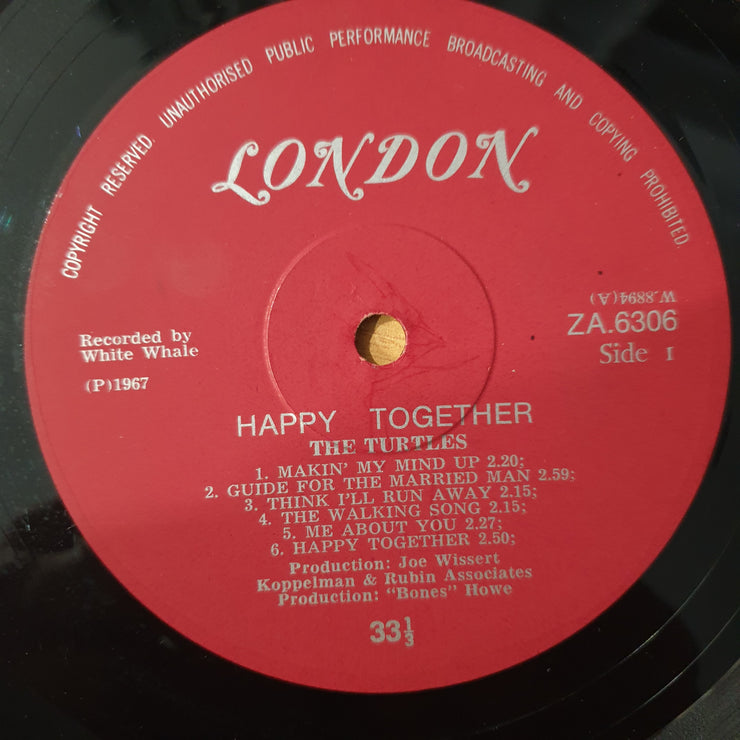 COPYRIGHT RESERVED. UNAUTHORISED PUBLIC PERFORMANCE BROADCASTING AND COPYING PROHIBITED.
LONDON
W.8894(A)
ZA.6306
Side 1
Recorded by
White Whale
(P)1967
HAPPY TOGETHER
THE TURTLES
1. MAKIN' MY MIND UP 2.20;
2. GUIDE FOR THE MARRIED MAN 2.59;
3. THINK I'LL RUN AWAY 2.15;
4. THE WALKING SONG 2.15;
5. ME ABOUT YOU 2.27;
6. HAPPY TOGETHER 2.50;
Production: Joe Wissert
Koppelman & Rubin Associates
Production: "Bones" Howe
33⅓